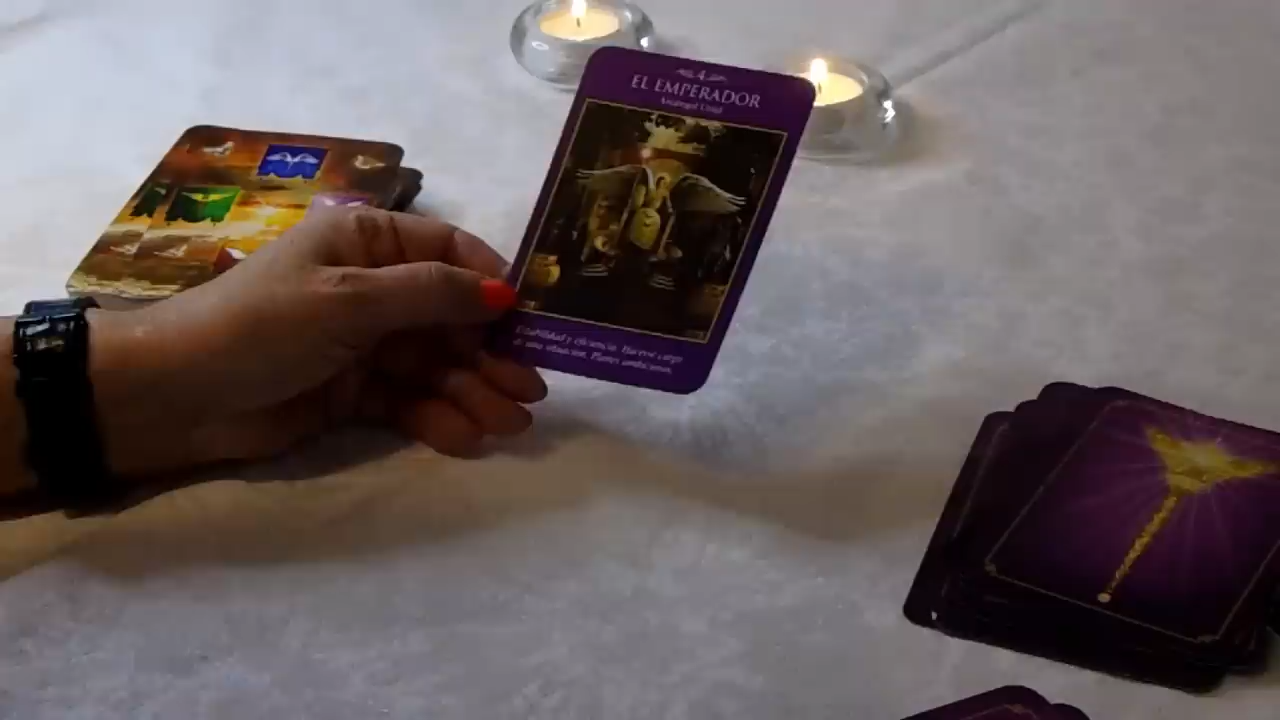 4
EL EMPERADOR
Arcángel Uriel
Estabilidad y eficiencia. Hacerse cargo
de una situación. Planes ambiciosos.